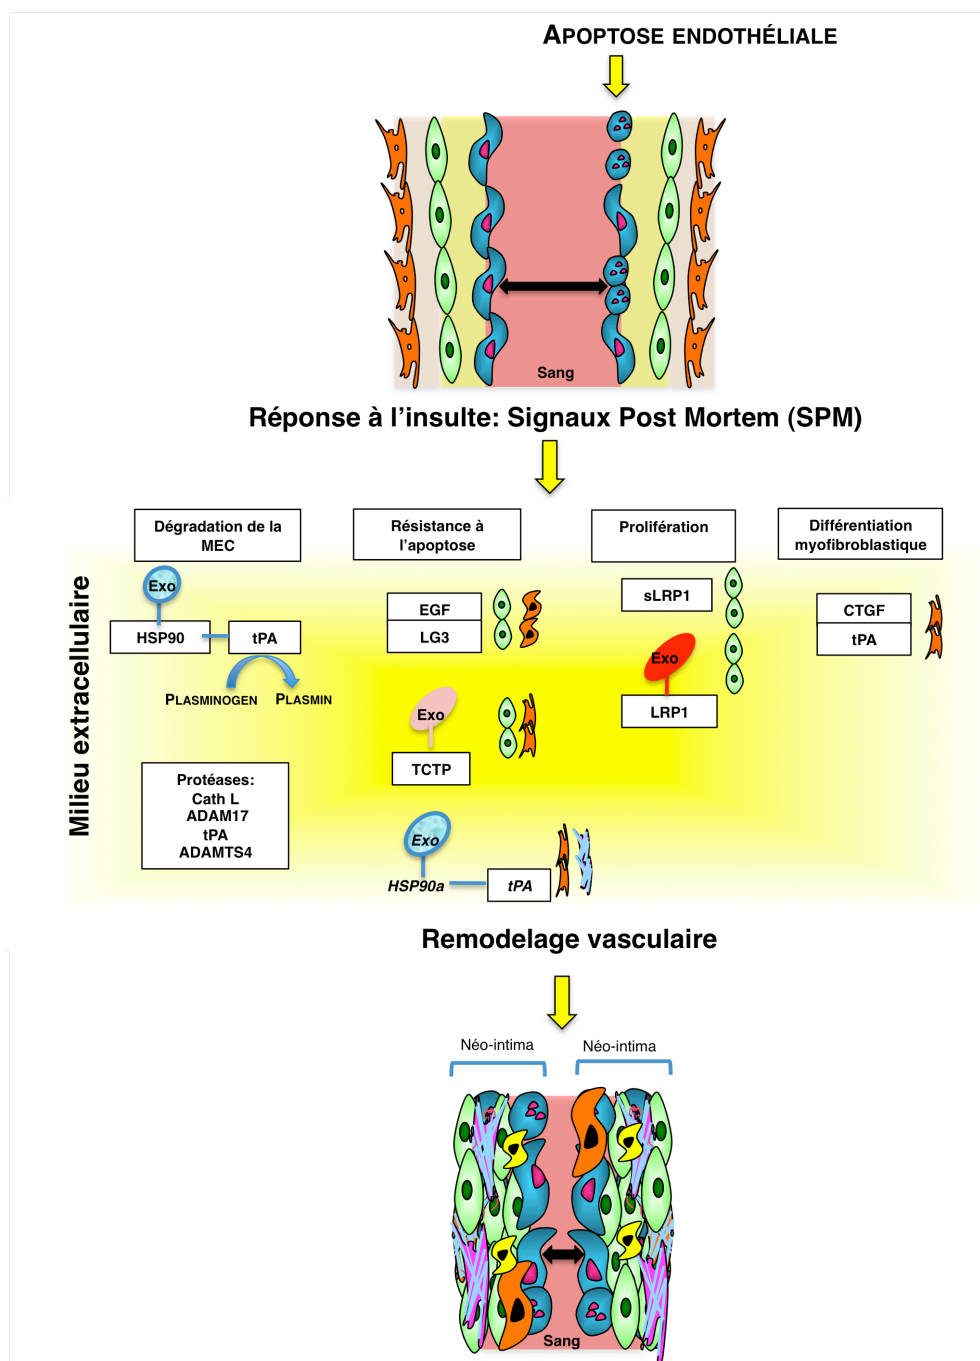 APOPTOSE ENDOTHÉLIALE
Sang
Réponse à l'insulte: Signaux Post Mortem (SPM)
Milieu extracellulaire
Dégradation de la
MEC
Exo
HSP90
tPA
PLASMINOGEN
PLASMIN
Protéases:
Cath L
ADAM17
tPA
ADAMTS4
Résistance à
l'apoptose
EGF
LG3
Exo
TCTP
Exo
HSP90a
tPA
Prolifération
sLRP1
Exo
LRP1
Différentiation
myofibroblastique
CTGF
tPA
Remodelage vasculaire
Néo-intima
Néo-intima
Sang